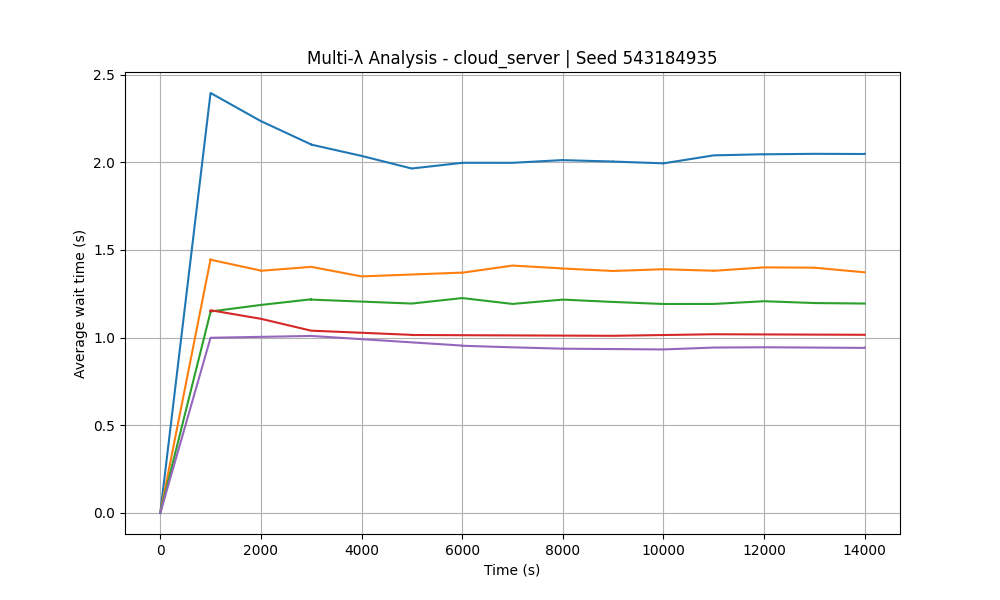 Multi-λ Analysis - cloud_server | Seed 543184935
2.5
2.0
1.5
1.0
0.5
0.0
Average wait time (s)
0 2000 4000 6000 8000 10000 12000 14000
Time (s)